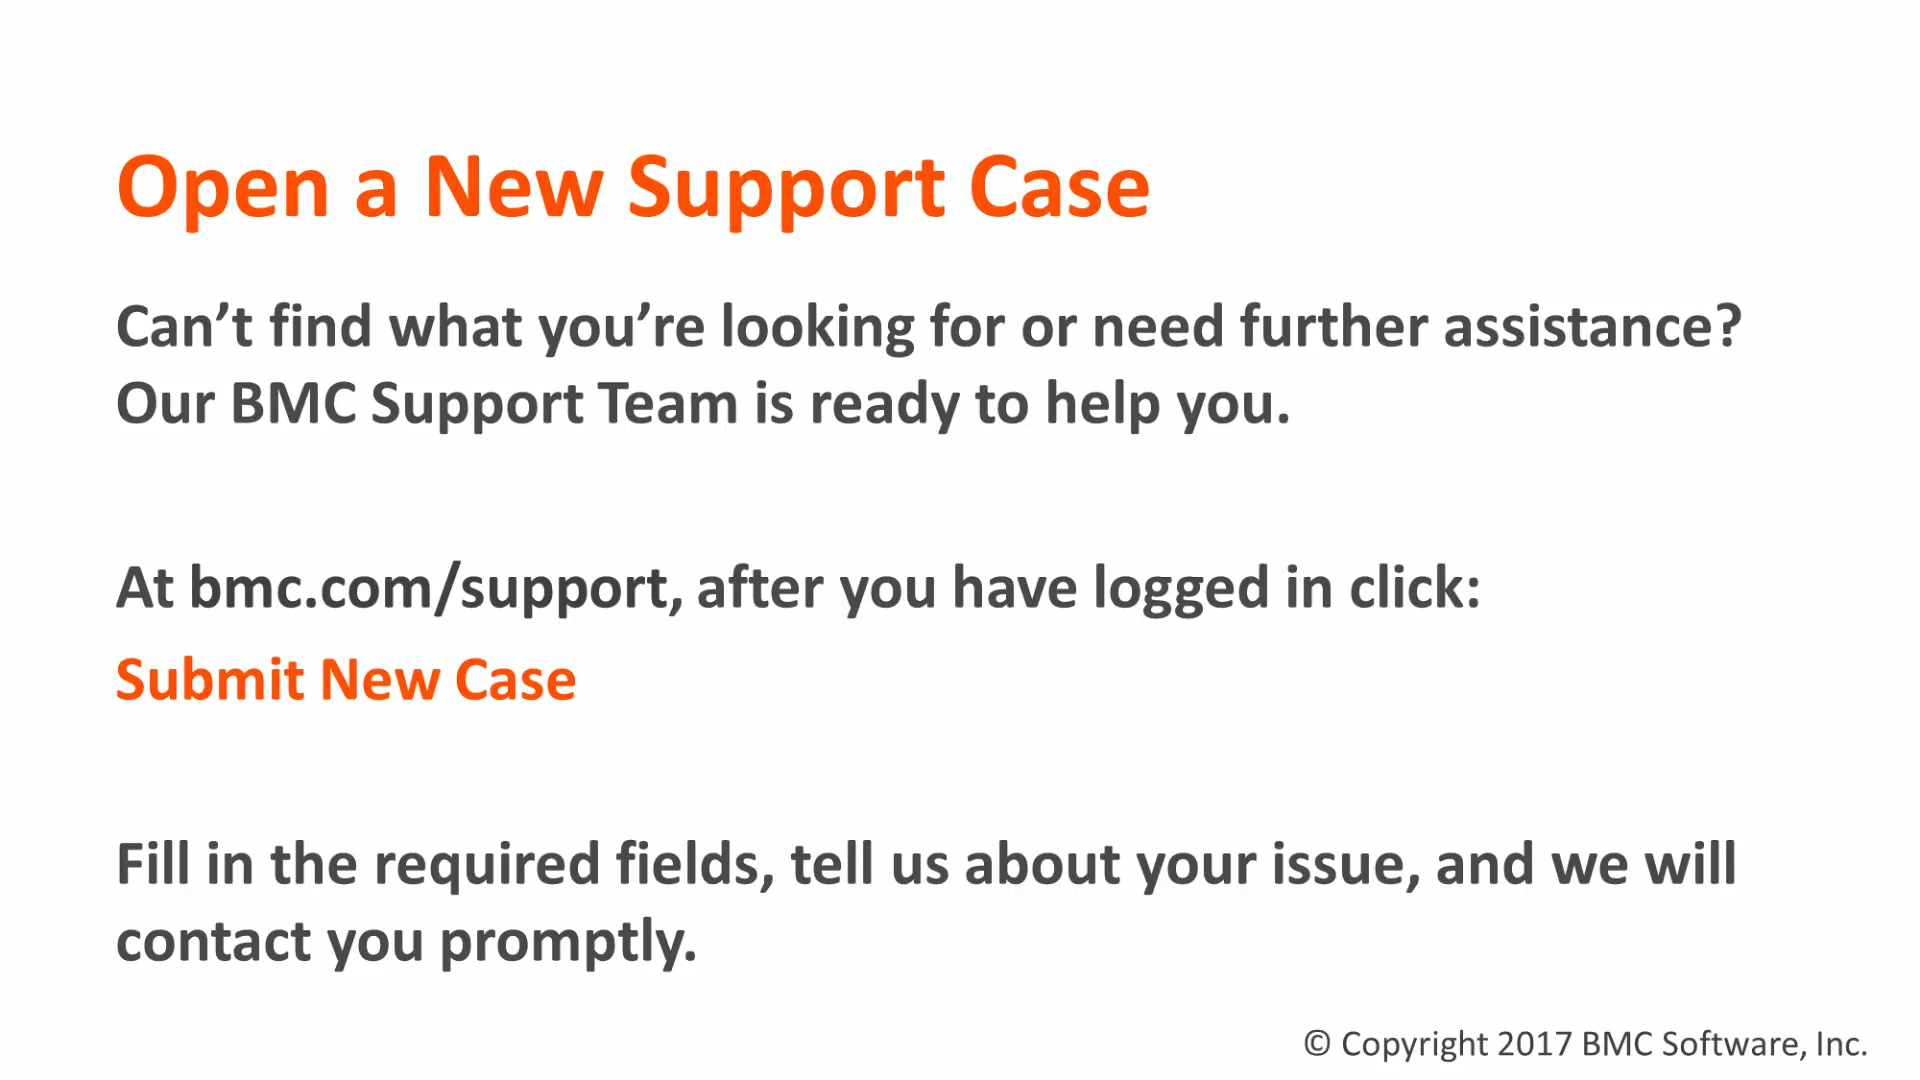 Open a New Support Case
Can’t find what you’re looking for or need further assistance?
Our BMC Support Team is ready to help you.
At bmc.com/support, after you have logged in click:
Submit New Case
Fill in the required fields, tell us about your issue, and we will
contact you promptly.
© Copyright 2017 BMC Software, Inc.